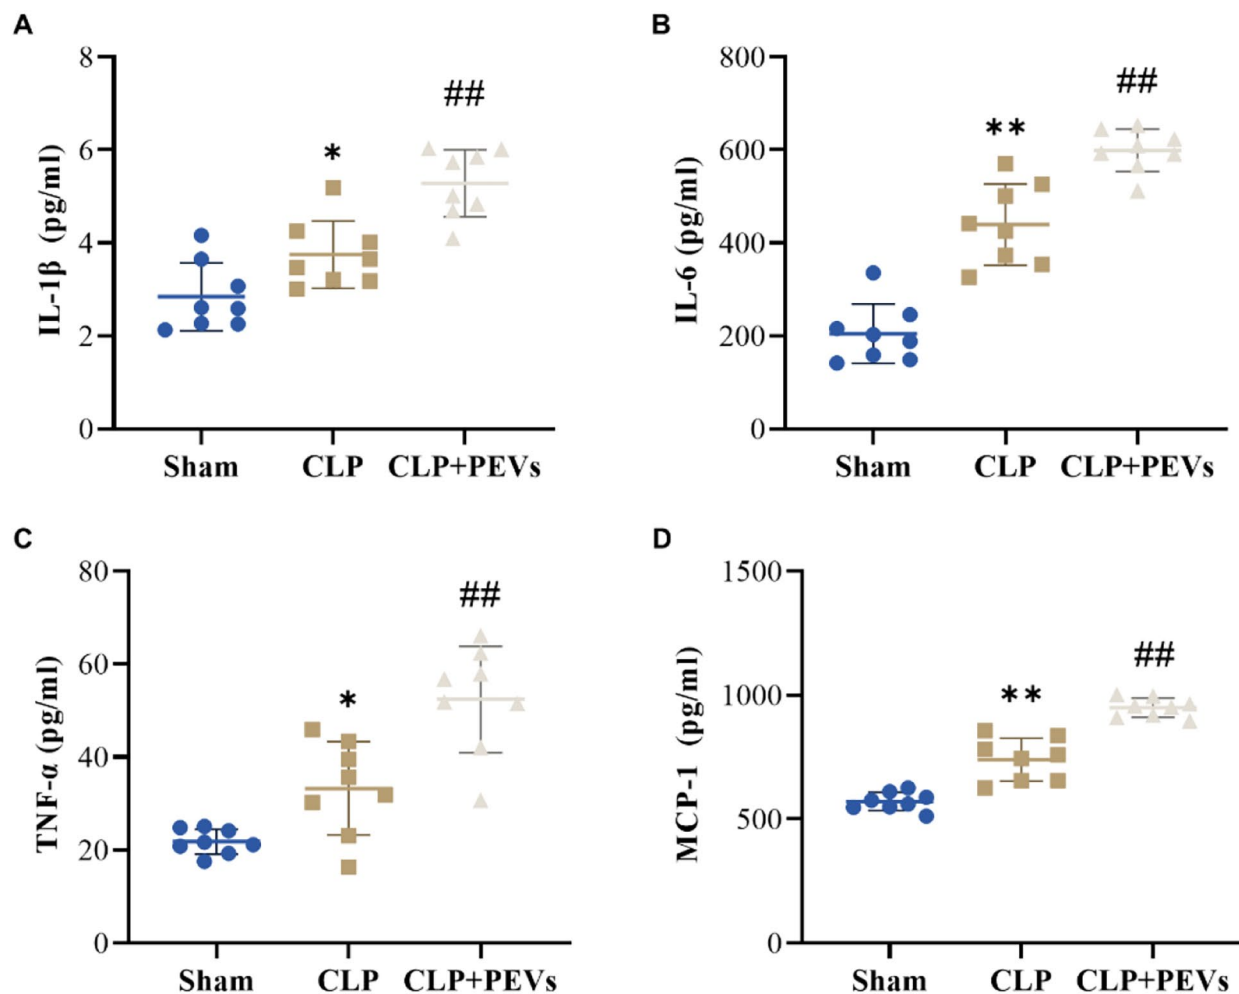 A
IL-1β (pg/ml)
8
6
4
2
0
*
##
Sham CLP CLP+PEVs
B
IL-6 (pg/ml)
800
600
400
200
0
**
##
Sham CLP CLP+PEVs
C
TNF-α (pg/ml)
80
60
40
20
0
*
##
Sham CLP CLP+PEVs
D
MCP-1 (pg/ml)
1500
1000
500
0
**
##
Sham CLP CLP+PEVs